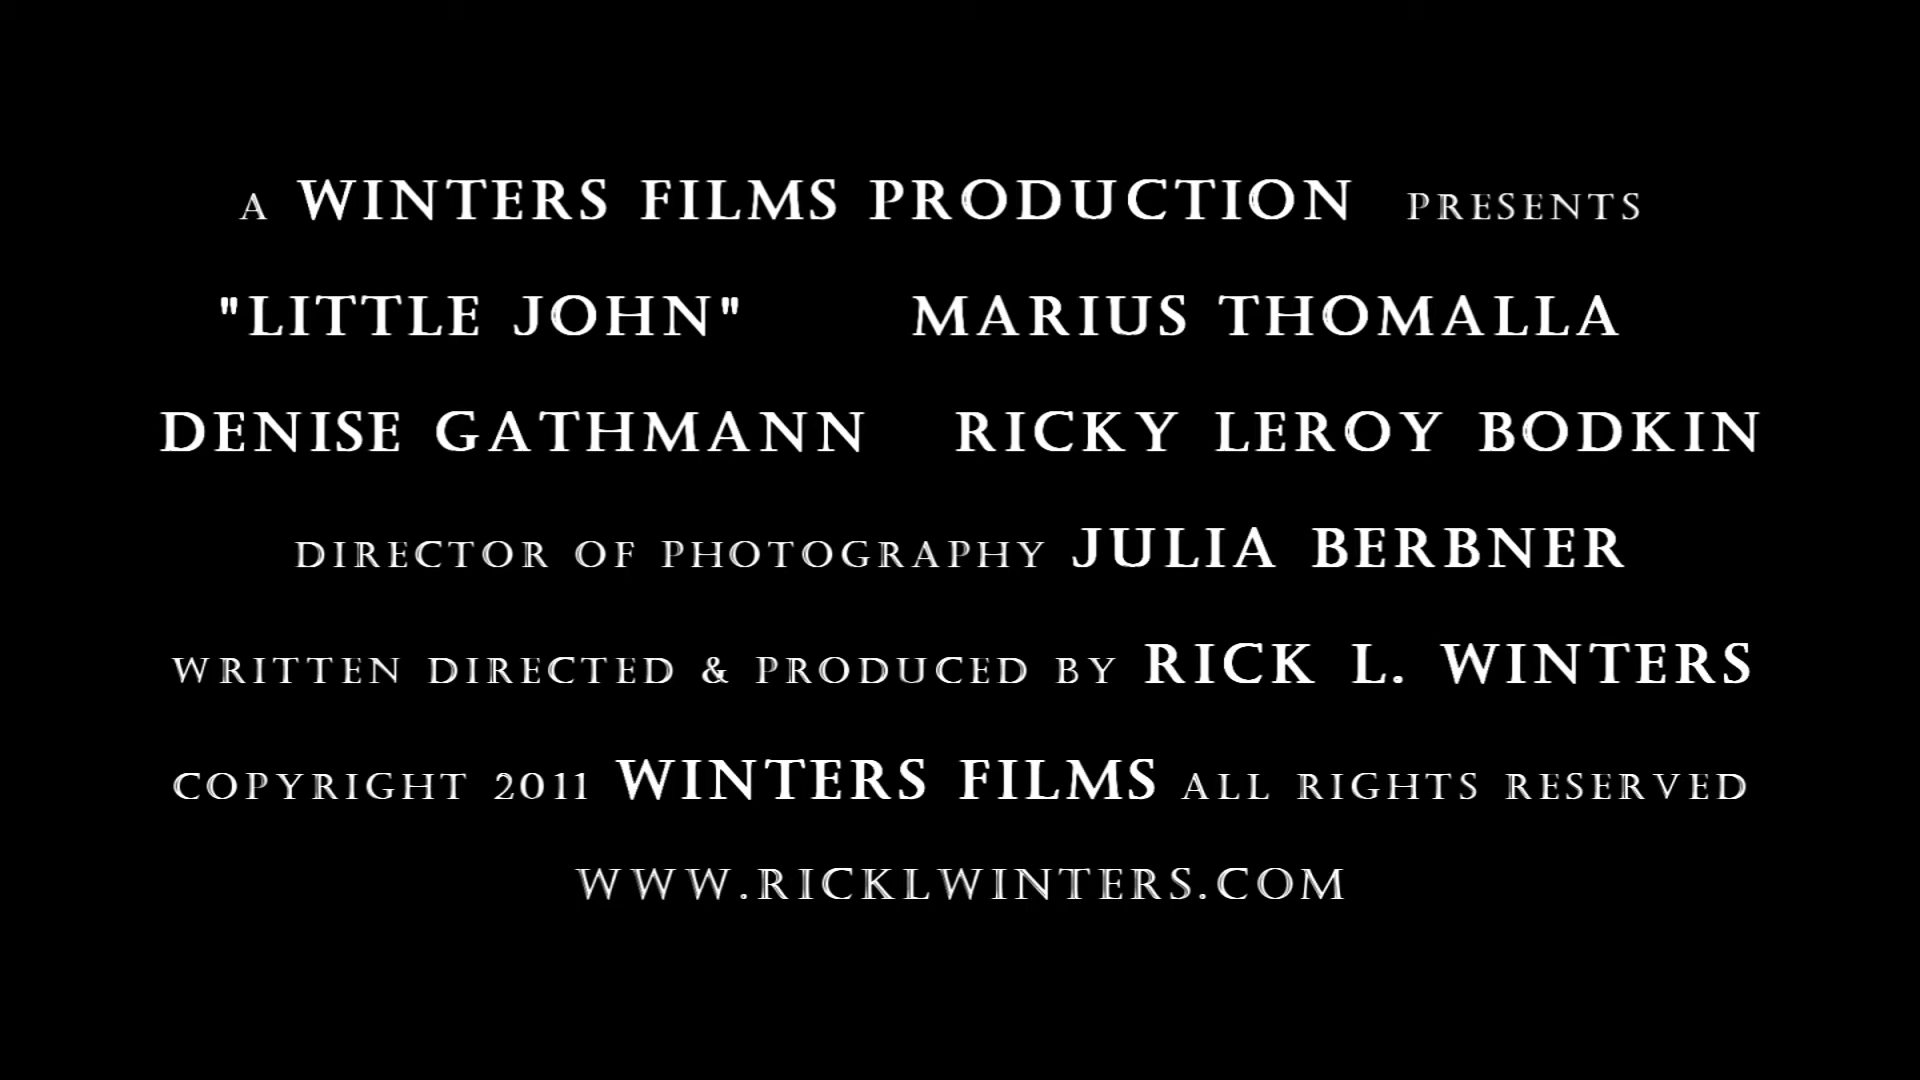 A WINTERS FILMS PRODUCTION PRESENTS
"LITTLE JOHN" MARIUS THOMALLA
DENISE GATHMANN RICKY LEROY BODKIN
DIRECTOR OF PHOTOGRAPHY JULIA BERBNER
WRITTEN DIRECTED & PRODUCED BY RICK L. WINTERS
COPYRIGHT 2011 WINTERS FILMS ALL RIGHTS RESERVED
WWW.RICKLWINTERS.COM